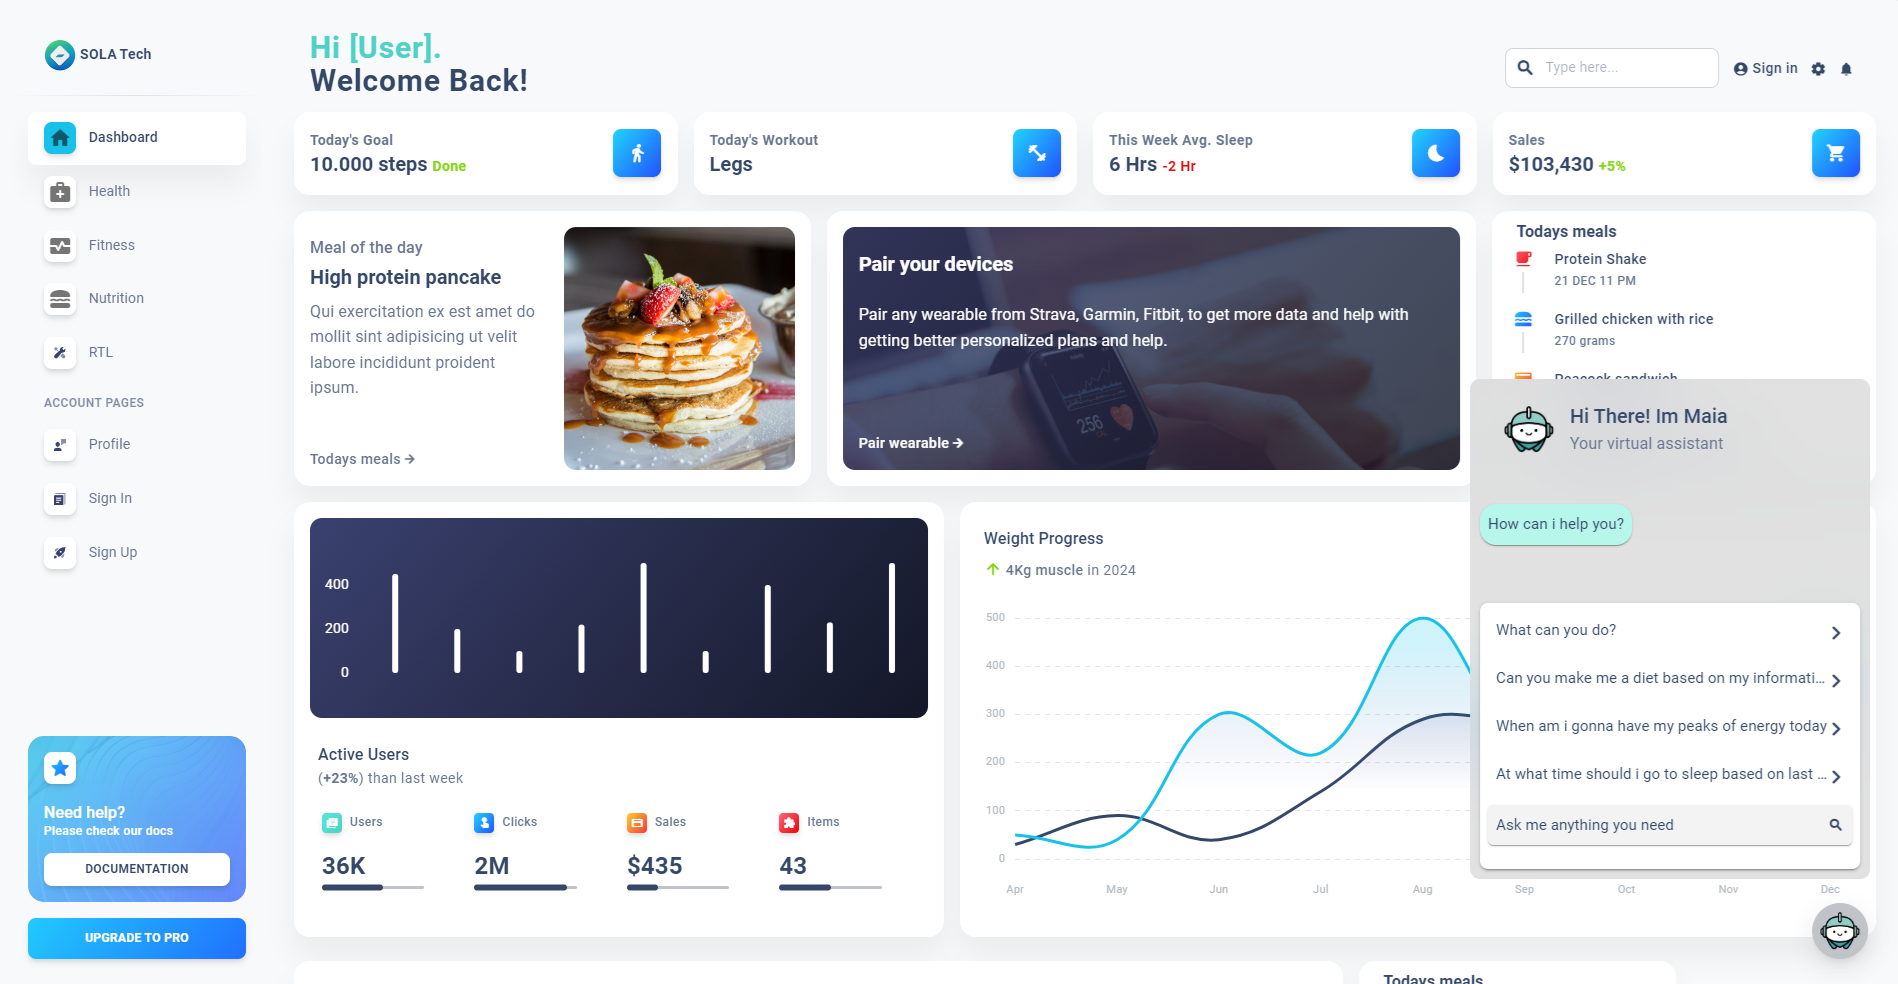 SOLA Tech
Dashboard
Health
Fitness
Nutrition
RTL
ACCOUNT PAGES
Profile
Sign In
Sign Up
Need help?
Please check our docs
DOCUMENTATION
UPGRADE TO PRO
Hi [User].
Welcome Back!
Type here...
Sign in
Today's Goal
10.000 steps Done
Today's Workout
Legs
This Week Avg. Sleep
6 Hrs -2 Hr
Sales
$103,430 +5%
Meal of the day
High protein pancake
Qui exercitation ex est amet do
mollit sint adipisicing ut velit
labore incididunt proident
ipsum.
Todays meals
Pair your devices
Pair any wearable from Strava, Garmin, Fitbit, to get more data and help with
getting better personalized plans and help.
256
Pair wearable
Todays meals
Protein Shake
21 DEC 11 PM
Grilled chicken with rice
270 grams
Peacock sandwich
400
200
0
Active Users
(+23%) than last week
Users
Clicks
Sales
Items
36K
2M
$435
43
Weight Progress
4Kg muscle in 2024
500
400
300
200
100
0
Apr
May
Jun
Jul
Aug
Sep
Oct
Nov
Dec
Hi There! Im Maia
Your virtual assistant
How can i help you?
What can you do?
Can you make me a diet based on my informati...
When am i gonna have my peaks of energy today
At what time should i go to sleep based on last ...
Ask me anything you need
Todays meals